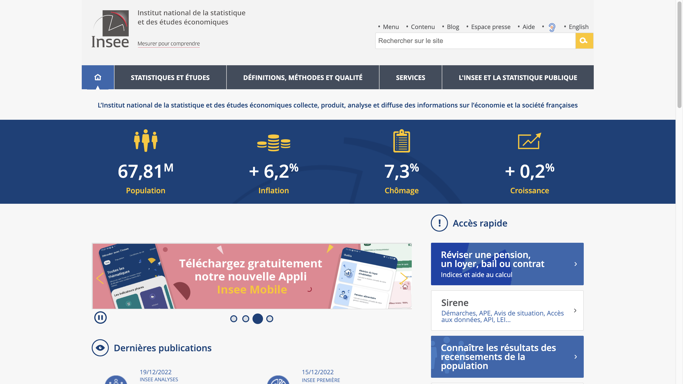 Institut national de la statistique
et des études économiques
Insee
Mesurer pour comprendre
Menu
Contenu
Blog
Espace presse
Aide
English
Rechercher sur le site
STATISTIQUES ET ÉTUDES
DÉFINITIONS, MÉTHODES ET QUALITÉ
SERVICES
L'INSEE ET LA STATISTIQUE PUBLIQUE
L'Institut national de la statistique et des études économiques collecte, produit, analyse et diffuse des informations sur l'économie et la société françaises
67,81M
Population
+ 6,2%
Inflation
7,3%
Chômage
+ 0,2%
Croissance
Téléchargez gratuitement
notre nouvelle Appli
Insee Mobile
Accès rapide
Réviser une pension,
un loyer, bail ou contrat
Indices et aide au calcul
Sirene
Démarches, APE, Avis de situation, Accès
aux données, API, LEI...
Connaître les résultats des
recensements de la
population
Dernières publications
19/12/2022
INSEE ANALYSES
15/12/2022
INSEE PREMIÈRE